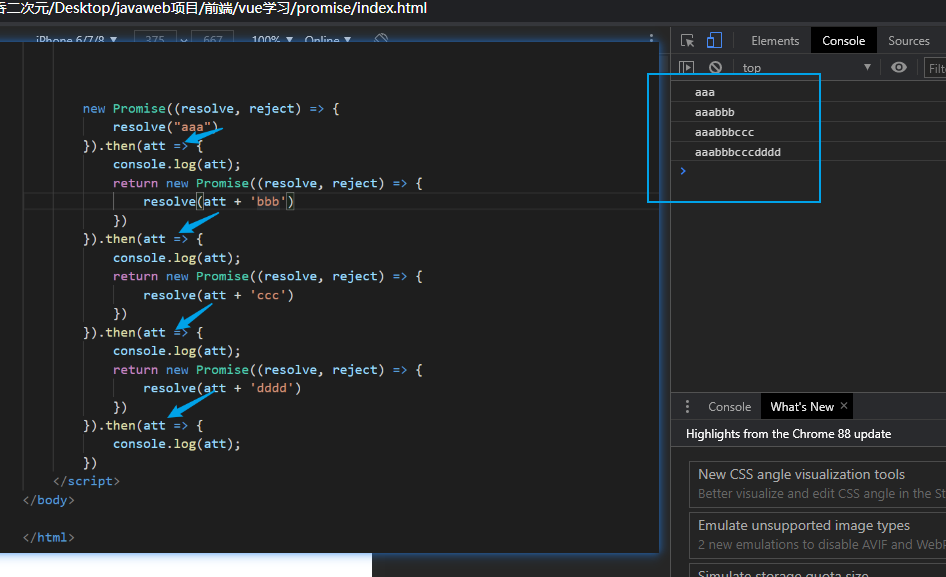 吞二次元/Desktop/javaweb项目/前端/vue学习/promise/index.html
iPhone 6/7/8 ▼ 375 667 100% ▼ Online ▼
Elements Console Sources
top ▼
new Promise((resolve, reject) => {
resolve("aaa")
}).then(att => {
console.log(att);
return new Promise((resolve, reject) => {
resolve(att + 'bbb')
})
}).then(att => {
console.log(att);
return new Promise((resolve, reject) => {
resolve(att + 'ccc')
})
}).then(att => {
console.log(att);
return new Promise((resolve, reject) => {
resolve(att + 'dddd')
})
}).then(att => {
console.log(att);
})
</script>
</body>
</html>
aaa
aaabbb
aaabbbccc
aaabbbcccdddd
Console What's New ×
Highlights from the Chrome 88 update
New CSS angle visualization tools
Better visualize and edit CSS angle in the
Emulate unsupported image types
2 new emulations to disable AVIF and
Simulate storage quota size